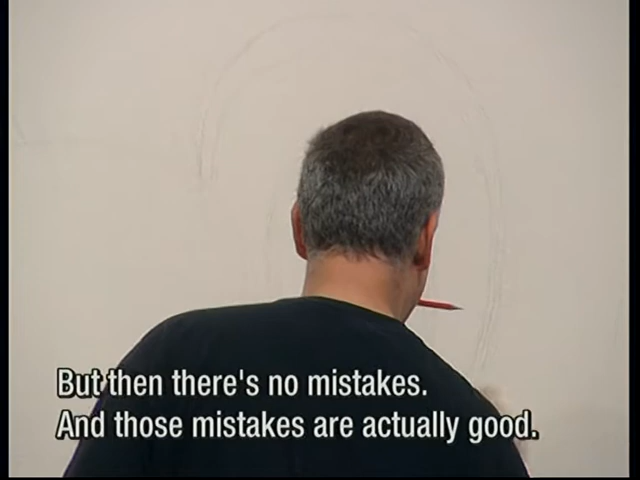 But then there's no mistakes.
And those mistakes are actually good.